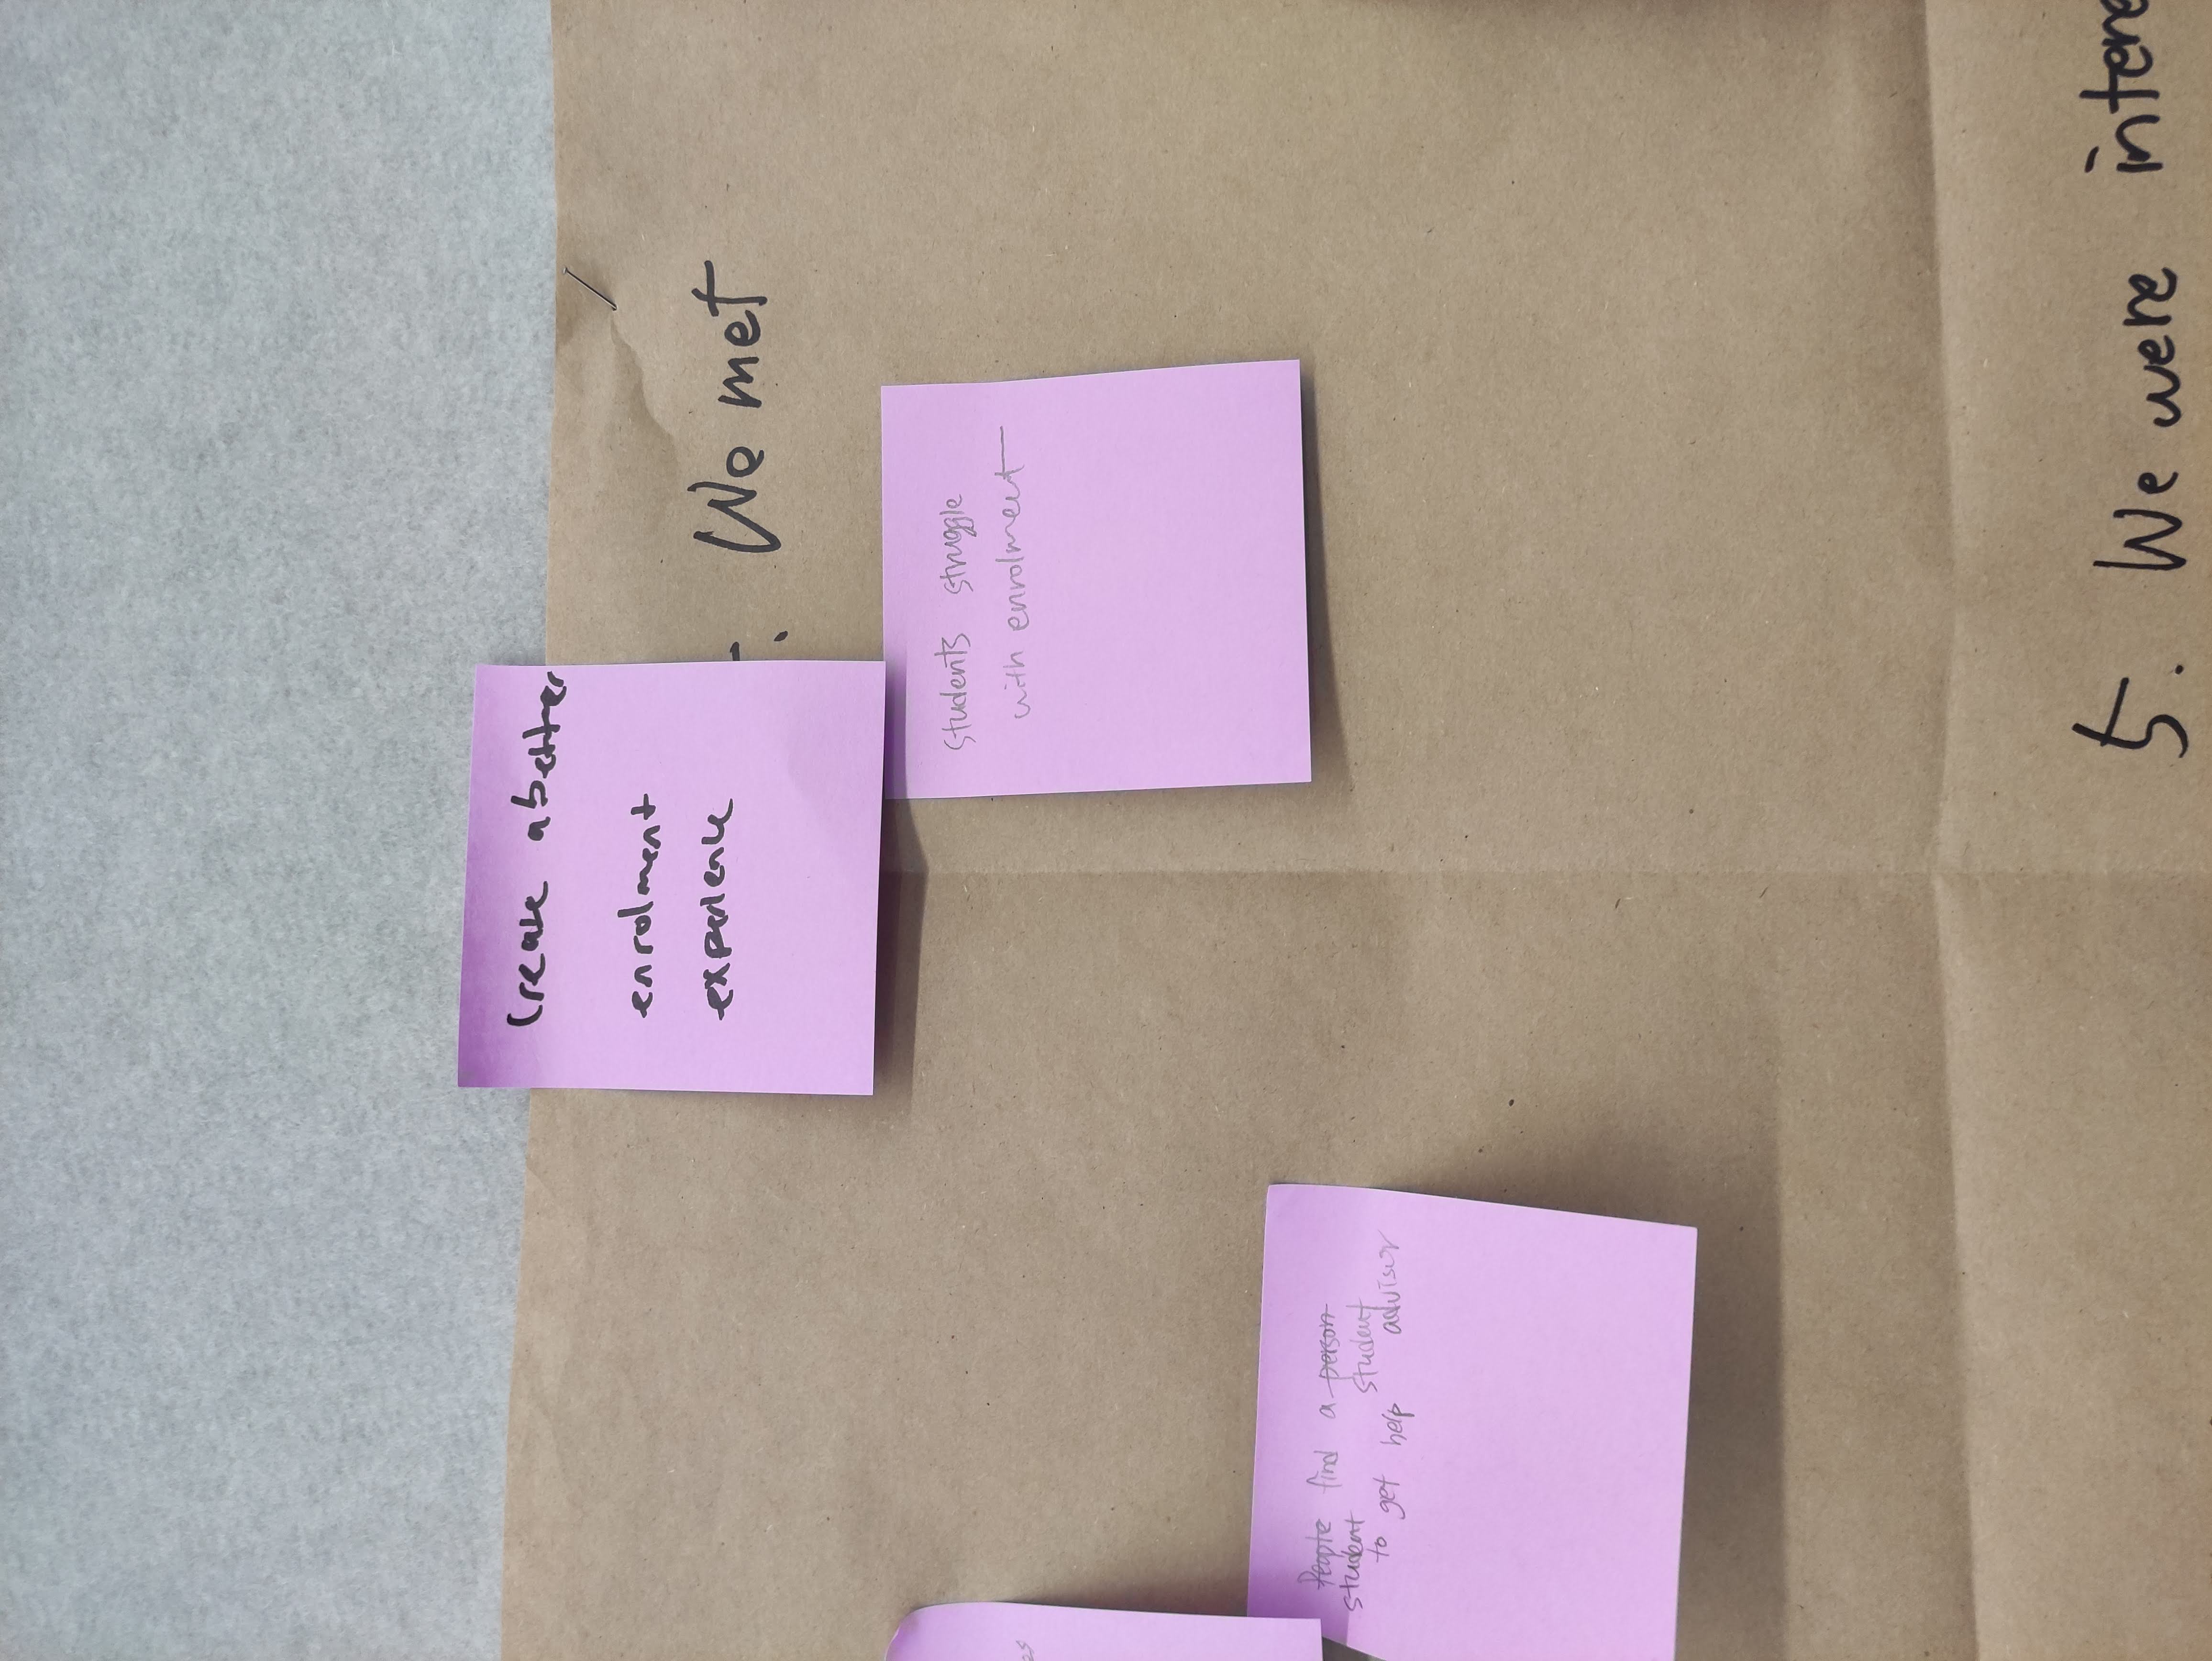 Create a better
enrolment
experience
: We met
students struggle
with enrolment
es
People find a person
student student
to get help advisor
5. We were intere